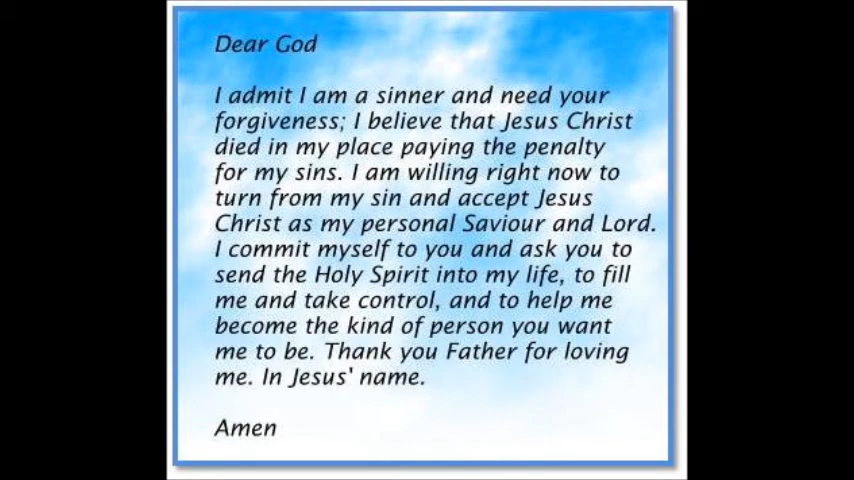 Dear God
I admit I am a sinner and need your
forgiveness; I believe that Jesus Christ
died in my place paying the penalty
for my sins. I am willing right now to
turn from my sin and accept Jesus
Christ as my personal Saviour and Lord.
I commit myself to you and ask you to
send the Holy Spirit into my life, to fill
me and take control, and to help me
become the kind of person you want
me to be. Thank you Father for loving
me. In Jesus' name.
Amen